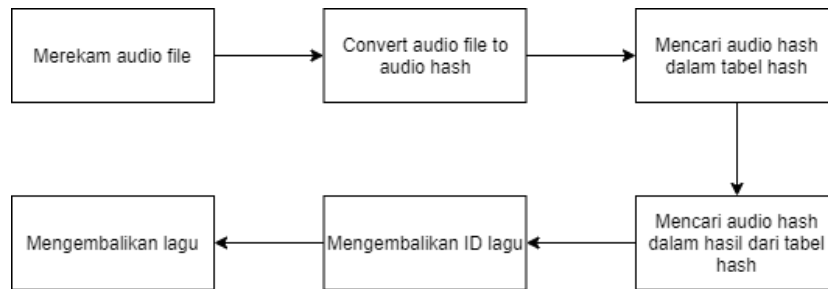 Merekam audio file
Convert audio file to
audio hash
Mencari audio hash
dalam tabel hash
Mencari audio hash
dalam hasil dari tabel
hash
Mengembalikan ID lagu
Mengembalikan lagu